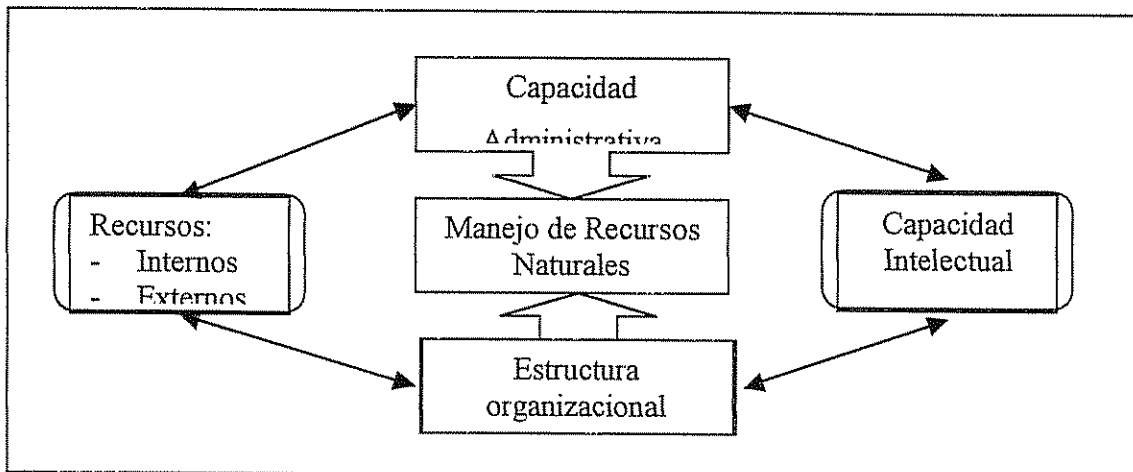 Capacidad
Administrativa
Recursos:
- Internos
- Externos
Manejo de Recursos
Naturales
Capacidad
Intelectual
Estructura
organizacional